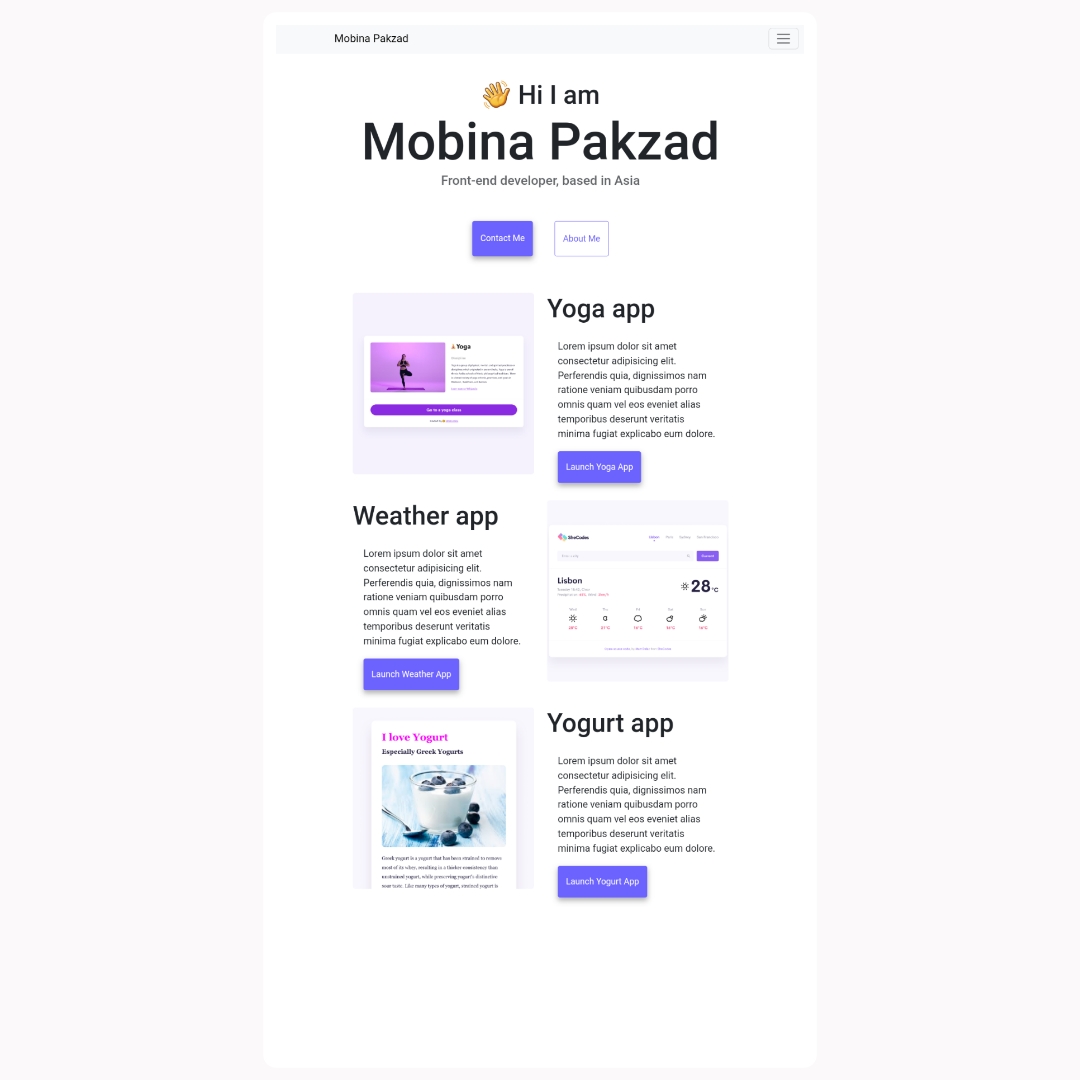 Mobina Pakzad
👋 Hi I am
Mobina Pakzad
Front-end developer, based in Asia
Contact Me
About Me
Yoga
Go to a yoga class
Yoga app
Lorem ipsum dolor sit amet
consectetur adipisicing elit.
Perferendis quia, dignissimos nam
ratione veniam quibusdam porro
omnis quam vel eos eveniet alias
temporibus deserunt veritatis
minima fugiat explicabo eum dolore.
Launch Yoga App
Weather app
Lorem ipsum dolor sit amet
consectetur adipisicing elit.
Perferendis quia, dignissimos nam
ratione veniam quibusdam porro
omnis quam vel eos eveniet alias
temporibus deserunt veritatis
minima fugiat explicabo eum dolore.
Launch Weather App
SheCodes
Lisbon
28 °C
I love Yogurt
Especially Greek Yogurts
Greek yogurt is a yogurt that has been strained to remove
most of its whey, resulting in a thicker consistence than
unstrained yogurt, while preserving yogurt's distinctive
sour taste. Like many types of yogurt, strained yogurt is
Yogurt app
Lorem ipsum dolor sit amet
consectetur adipisicing elit.
Perferendis quia, dignissimos nam
ratione veniam quibusdam porro
omnis quam vel eos eveniet alias
temporibus deserunt veritatis
minima fugiat explicabo eum dolore.
Launch Yogurt App